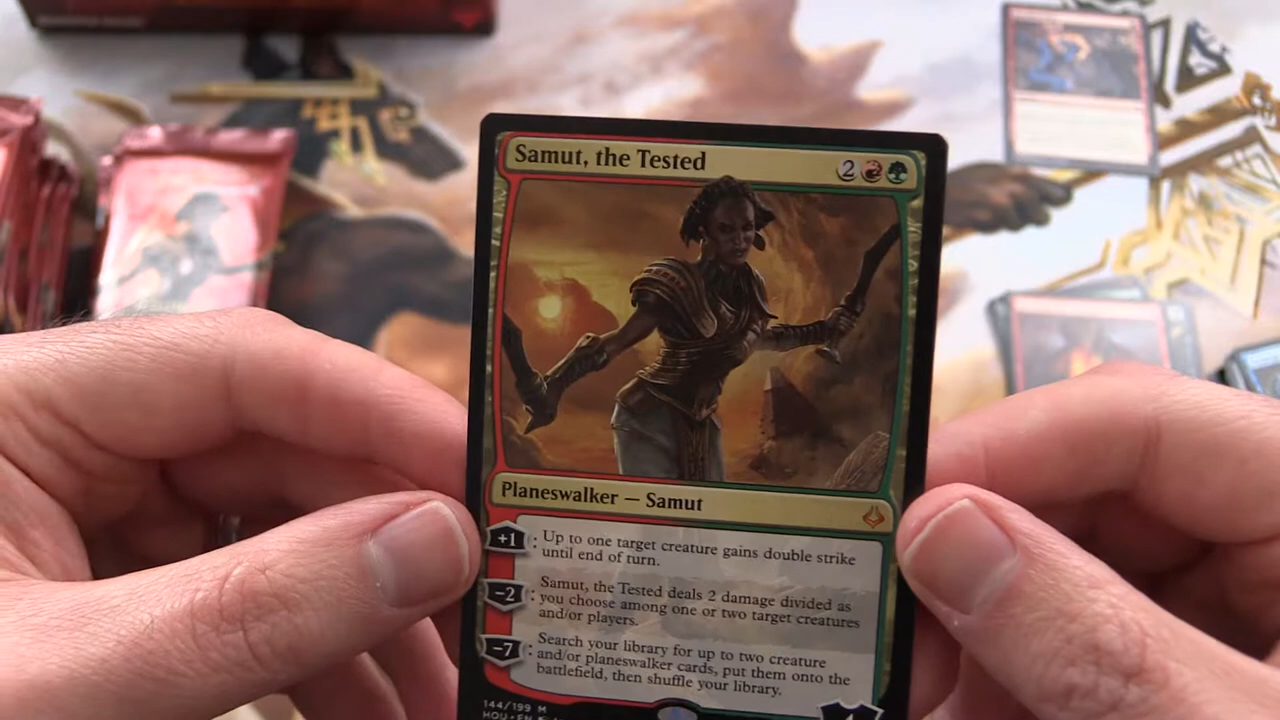 Samut, the Tested 2
Planeswalker — Samut
+1 : Up to one target creature gains double strike
until end of turn.
-2 : Samut, the Tested deals 2 damage divided as
you choose among one or two target creatures
and/or players.
-7 : Search your library for up to two creature
and/or planeswalker cards, put them onto the
battlefield, then shuffle your library.
144/199 M
HOU • EN